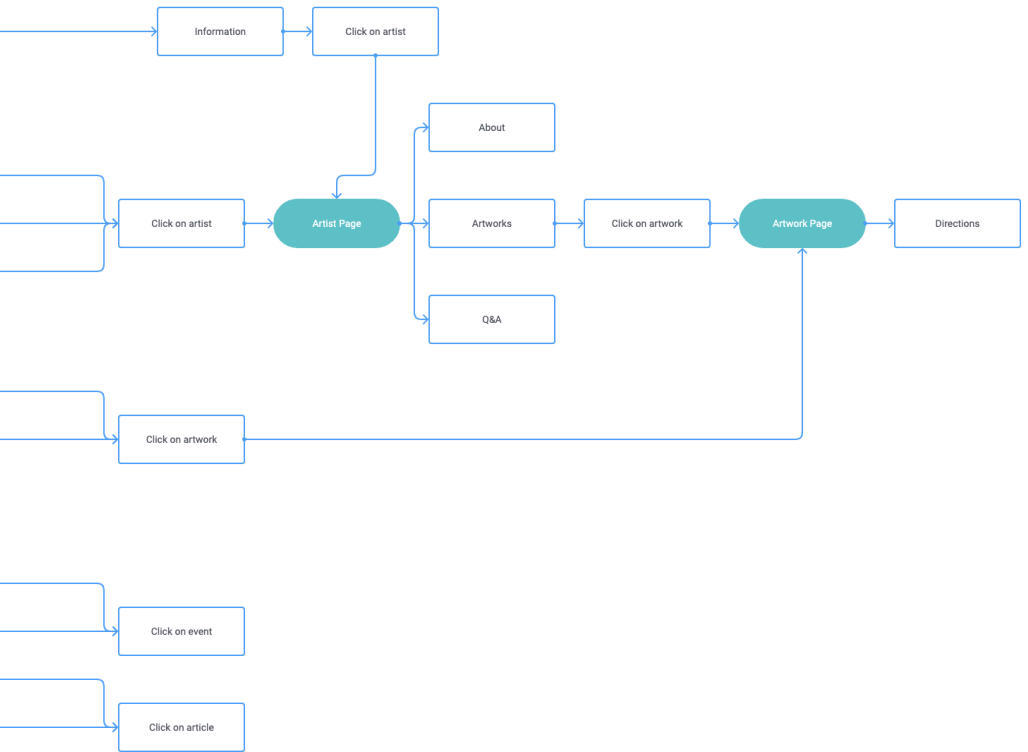 Information
Click on artist
About
Click on artist
Artist Page
Artworks
Click on artwork
Artwork Page
Directions
Q&A
Click on artwork
Click on event
Click on article